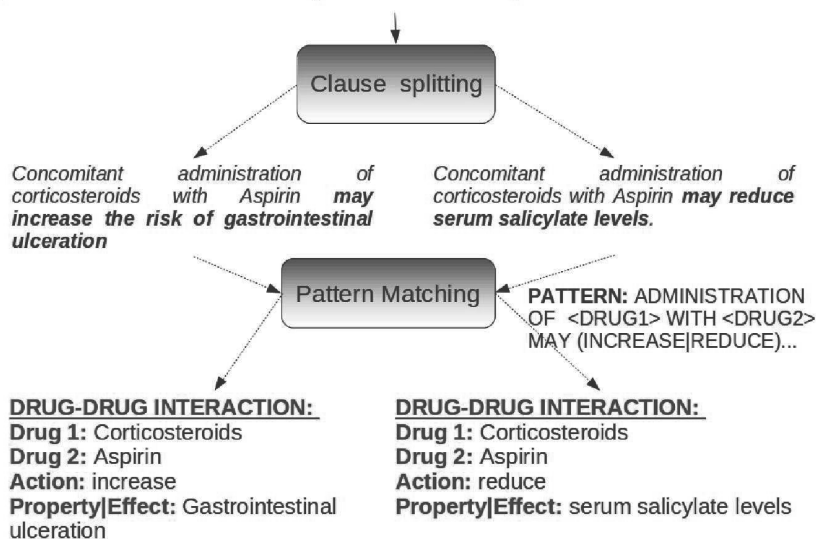 Clause splitting
Concomitant administration of
corticosteroids with Aspirin may
increase the risk of gastrointestinal
ulceration
Concomitant administration of
corticosteroids with Aspirin may reduce
serum salicylate levels.
Pattern Matching
PATTERN: ADMINISTRATION
OF <DRUG1> WITH <DRUG2>
MAY (INCREASE|REDUCE)...
DRUG-DRUG INTERACTION:
Drug 1: Corticosteroids
Drug 2: Aspirin
Action: increase
Property|Effect: Gastrointestinal
ulceration
DRUG-DRUG INTERACTION:
Drug 1: Corticosteroids
Drug 2: Aspirin
Action: reduce
Property|Effect: serum salicylate levels